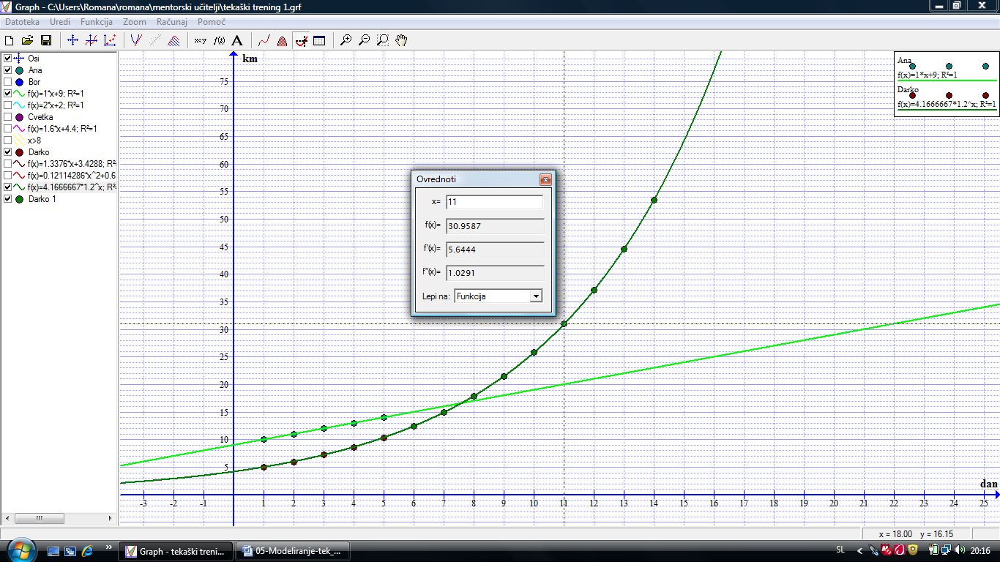 Graph - C:\Users\Romana\romana\mentorski učitelji\tekaški trening 1.grf
Datoteka Uredi Funkcija Zoom Računaj Pomoč
Osi
Ana
Bor
f(x)=1*x+9; R²=1
f(x)=2*x+2; R²=1
Cvetka
f(x)=1.6*x+4.4; R²=1
x>8
Darko
f(x)=1.3376*x+3.4288; R²
f(x)=0.12114286*x^2+0.6
f(x)=4.1666667*1.2^x; R²
Darko 1
km
75
70
65
60
55
50
45
40
35
30
25
20
15
10
5
dan
-3 -2 -1 1 2 3 4 5 6 7 8 9 10 11 12 13 14 15 16 17 18 19 20 21 22 23 24 25
Ana
f(x)=1*x+9; R²=1
Darko
f(x)=4.1666667*1.2^x; R²=1
Ovrednoti
x= 11
f(x)= 30.9587
f'(x)= 5.6444
f''(x)= 1.0291
Lepi na: Funkcija
x = 18.00 y = 16.15
Graph - tekaški treni...
05-Modeliranje-tek_...
SL
20:16